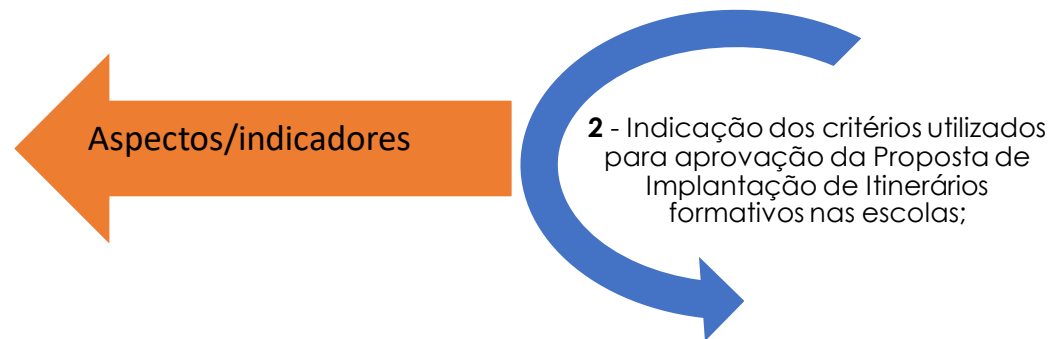 Aspectos/indicadores
2 - Indicação dos critérios utilizados
para aprovação da Proposta de
Implantação de Itinerários
formativos nas escolas;